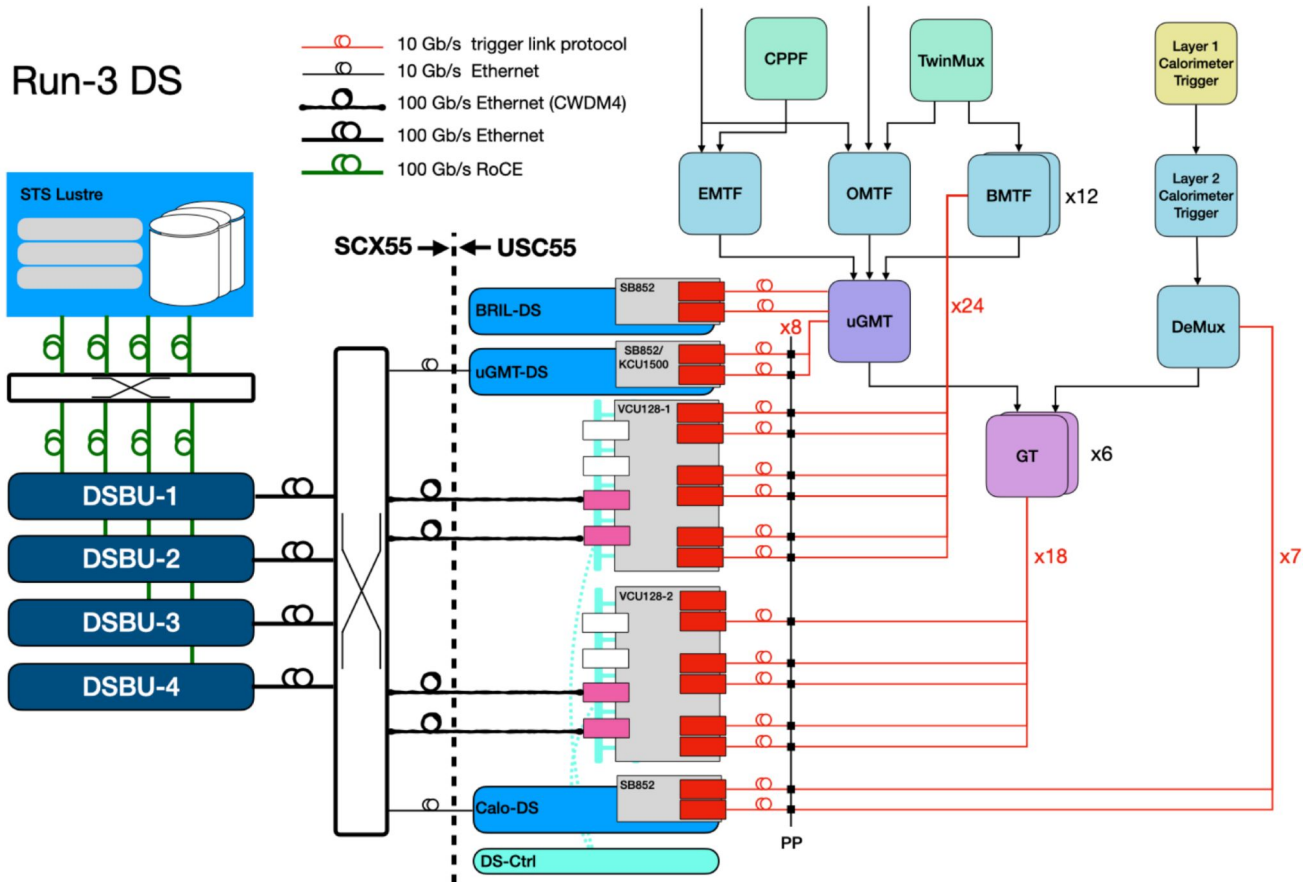 Run-3 DS
10 Gb/s trigger link protocol
10 Gb/s Ethernet
100 Gb/s Ethernet (CWDM4)
100 Gb/s Ethernet
100 Gb/s RoCE
CPPF
TwinMux
Layer 1
Calorimeter
Trigger
EMTF
OMTF
BMTF
x12
Layer 2
Calorimeter
Trigger
STS Lustre
SCX55
USC55
BRIL-DS
SB852
x8
uGMT
x24
DeMux
uGMT-DS
SB852/
KCU1500
VCU128-1
GT
x6
DSBU-1
DSBU-2
DSBU-3
DSBU-4
x18
x7
VCU128-2
Calo-DS
SB852
PP
DS-Ctrl